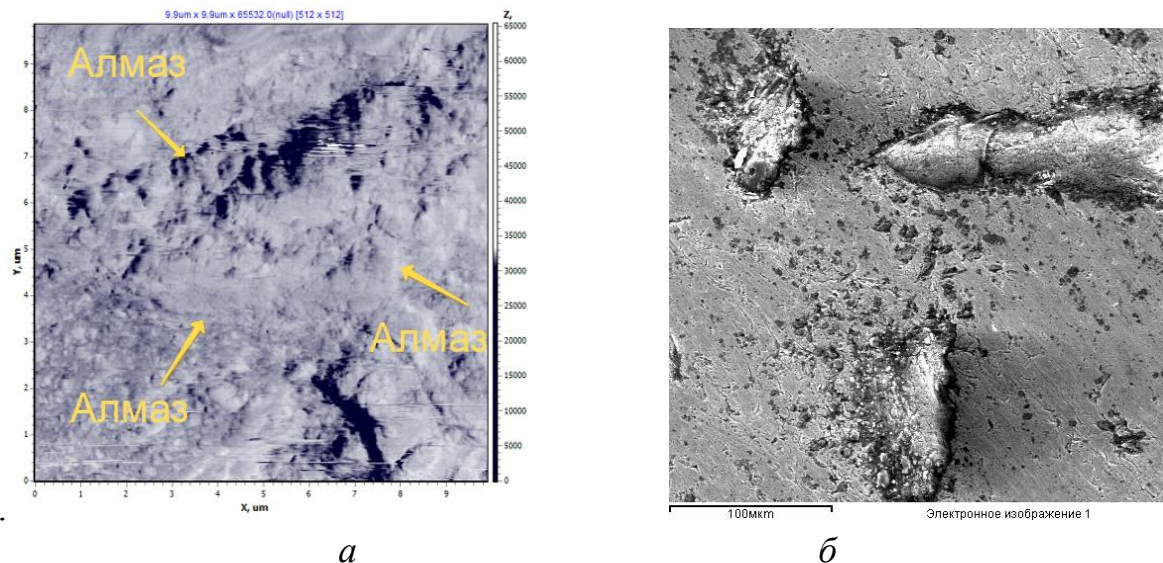 9.9um x 9.9um x 65532.0(null) [512 x 512]
Z,
65000
60000
55000
50000
45000
40000
35000
30000
25000
20000
15000
10000
5000
0
Y, um
9
8
7
6
5
4
3
2
1
0
0 1 2 3 4 5 6 7 8 9
X, um
Алмаз
Алмаз
Алмаз
100мкm
Электронное изображение 1
.
а
б